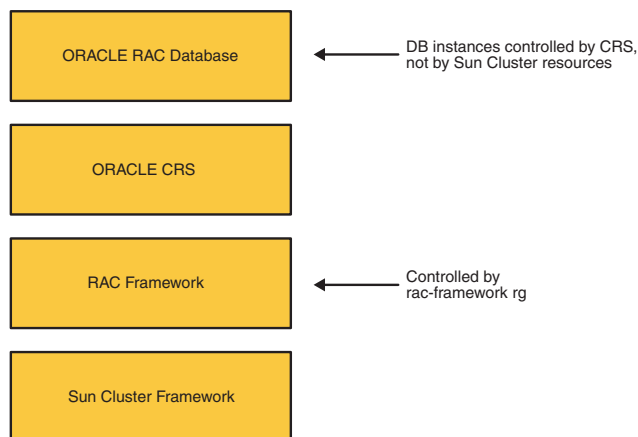 ORACLE RAC Database
DB instances controlled by CRS,
not by Sun Cluster resources
ORACLE CRS
RAC Framework
Controlled by
rac-framework rg
Sun Cluster Framework